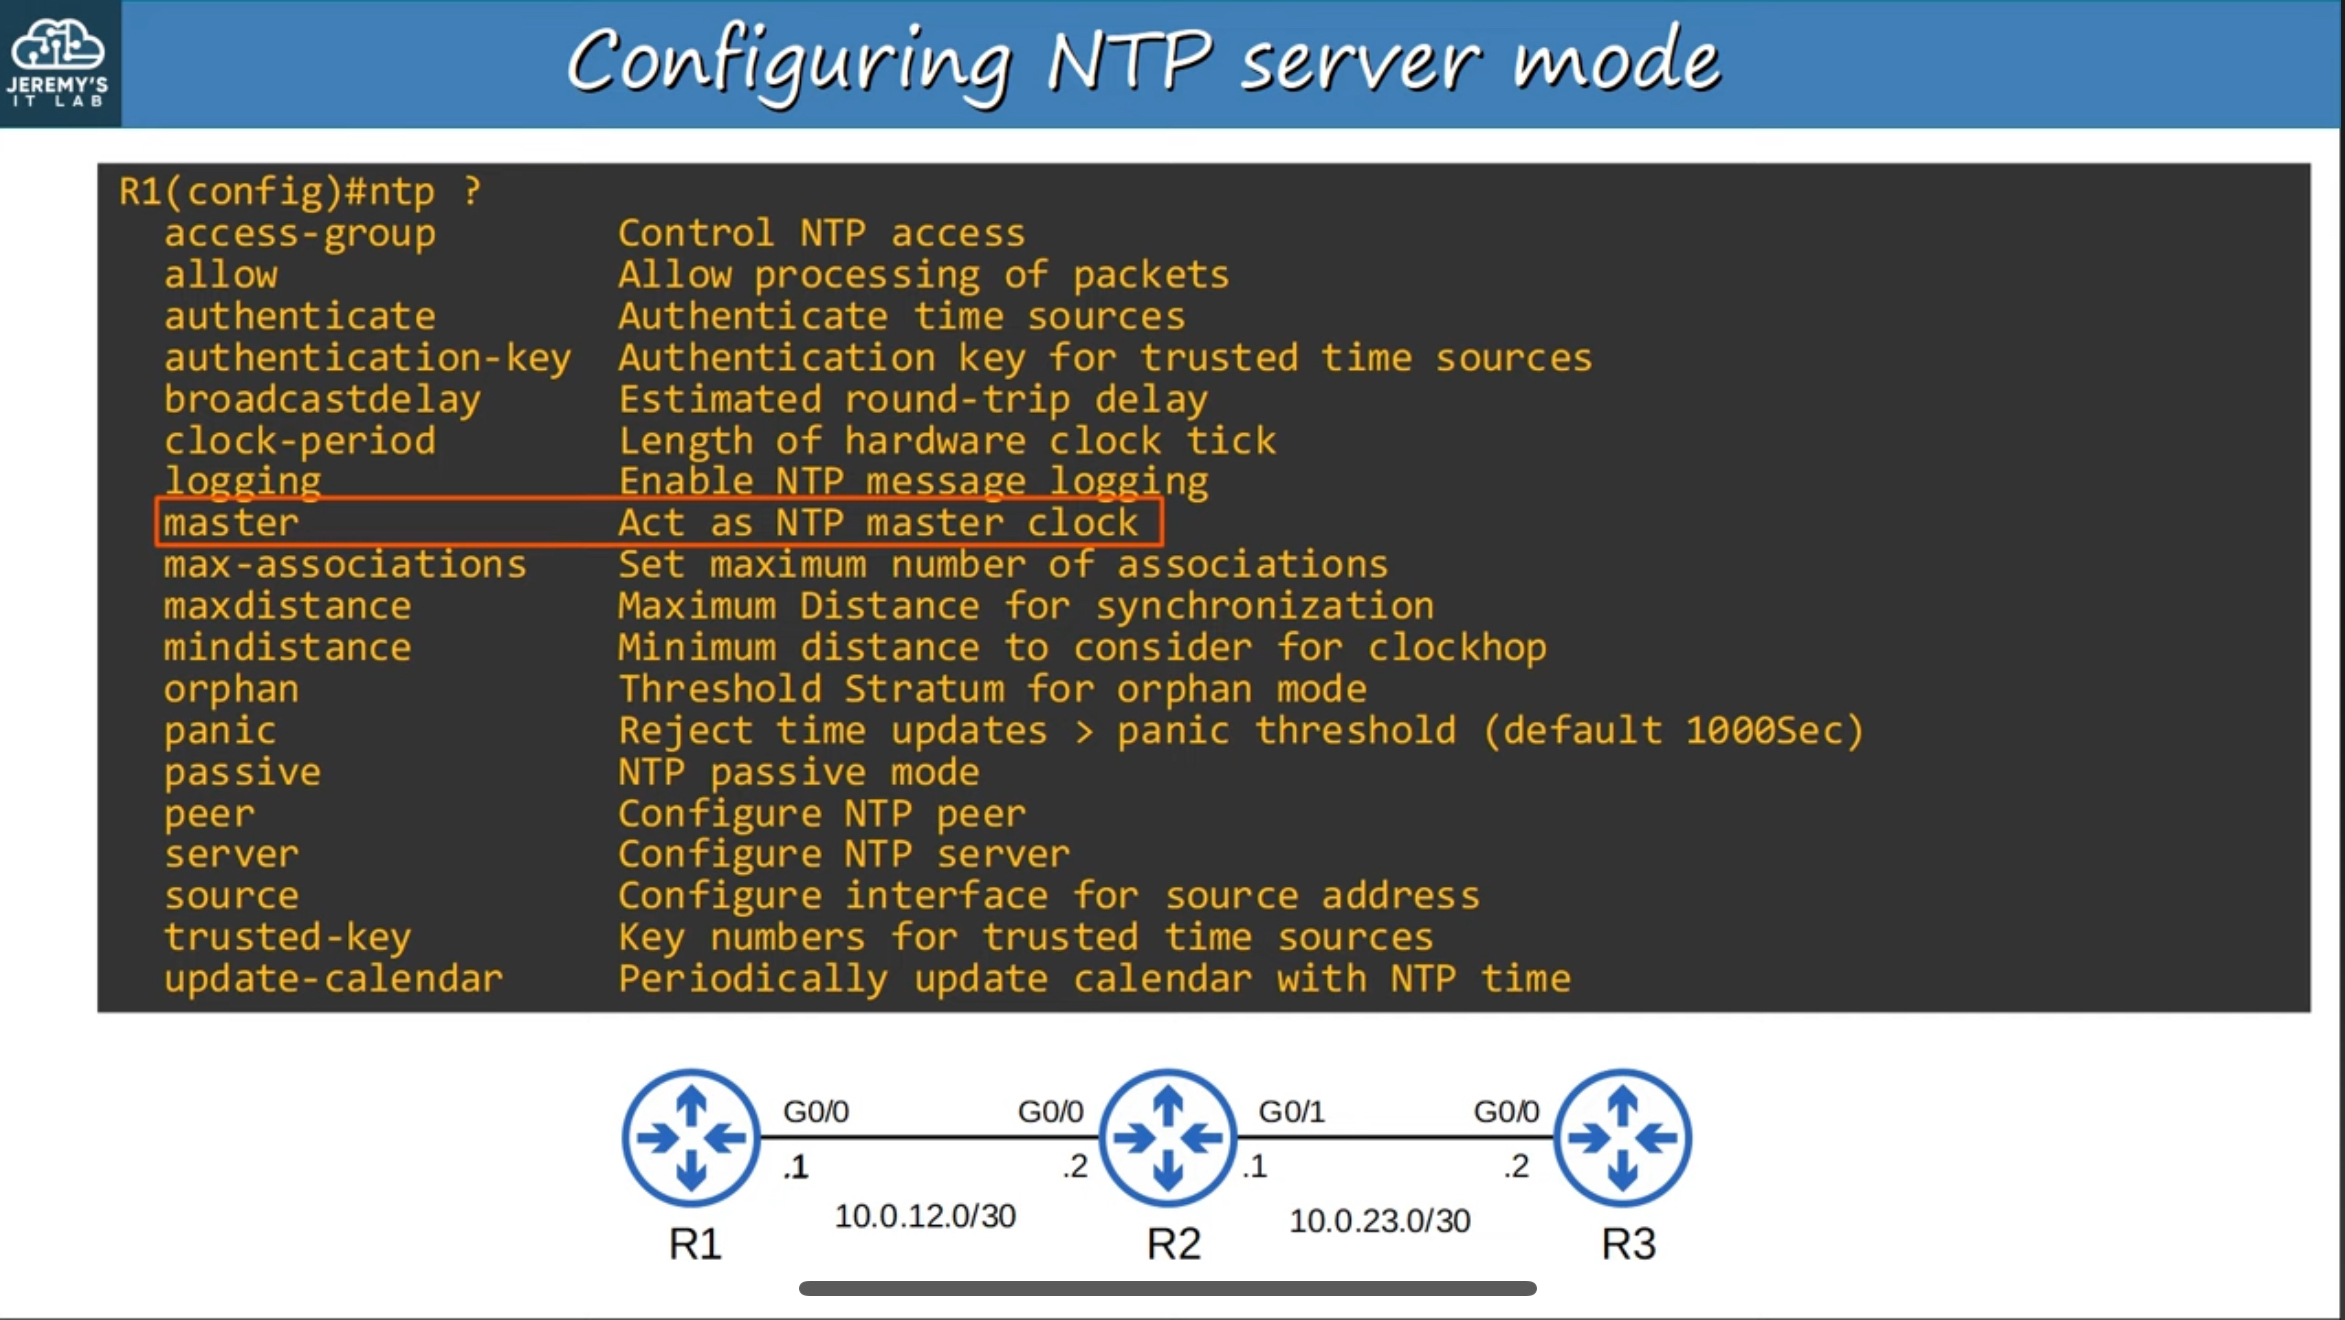 JEREMY'S
IT LAB
Configuring NTP server mode
R1(config)#ntp ?
access-group Control NTP access
allow Allow processing of packets
authenticate Authenticate time sources
authentication-key Authentication key for trusted time sources
broadcastdelay Estimated round-trip delay
clock-period Length of hardware clock tick
logging Enable NTP message logging
master Act as NTP master clock
max-associations Set maximum number of associations
maxdistance Maximum Distance for synchronization
mindistance Minimum distance to consider for clockhop
orphan Threshold Stratum for orphan mode
panic Reject time updates > panic threshold (default 1000Sec)
passive NTP passive mode
peer Configure NTP peer
server Configure NTP server
source Configure interface for source address
trusted-key Key numbers for trusted time sources
update-calendar Periodically update calendar with NTP time
G0/0 G0/0 G0/1 G0/0
.1 .2 .1 .2
10.0.12.0/30 10.0.23.0/30
R1 R2 R3